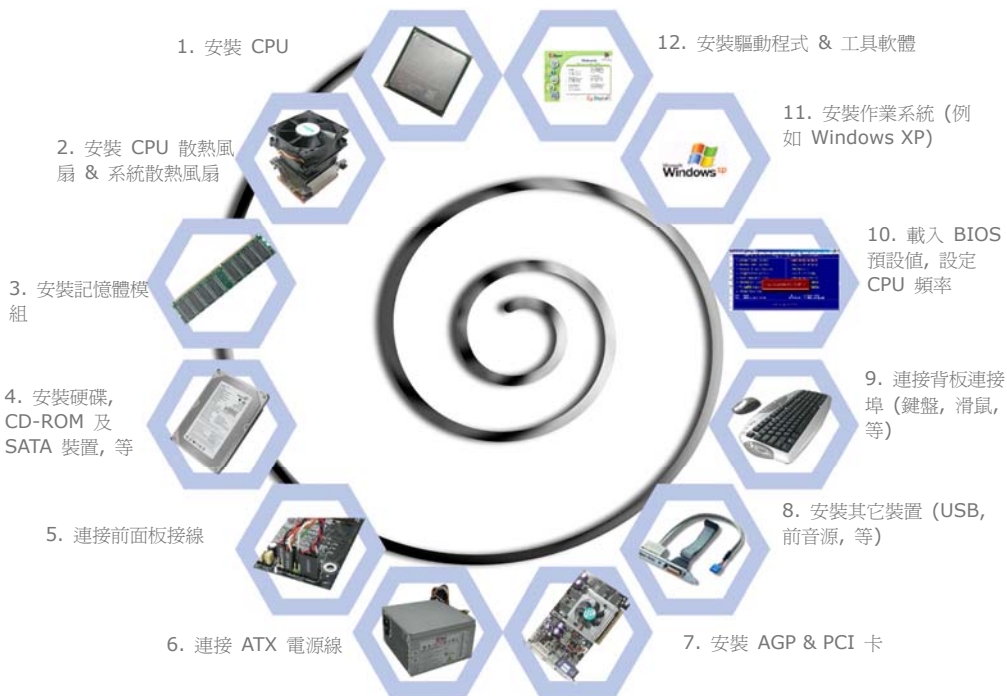 1. 安裝 CPU
2. 安裝 CPU 散熱風
扇 & 系統散熱風扇
3. 安裝記憶體模
組
4. 安裝硬碟,
CD-ROM 及
SATA 裝置, 等
5. 連接前面板接線
6. 連接 ATX 電源線
7. 安裝 AGP & PCI 卡
8. 安裝其它裝置 (USB,
前音源, 等)
9. 連接背板連接
埠 (鍵盤, 滑鼠,
等)
10. 載入 BIOS
預設值, 設定
CPU 頻率
11. 安裝作業系統 (例
如 Windows XP)
Microsoft
Windows xp
12. 安裝驅動程式 & 工具軟體